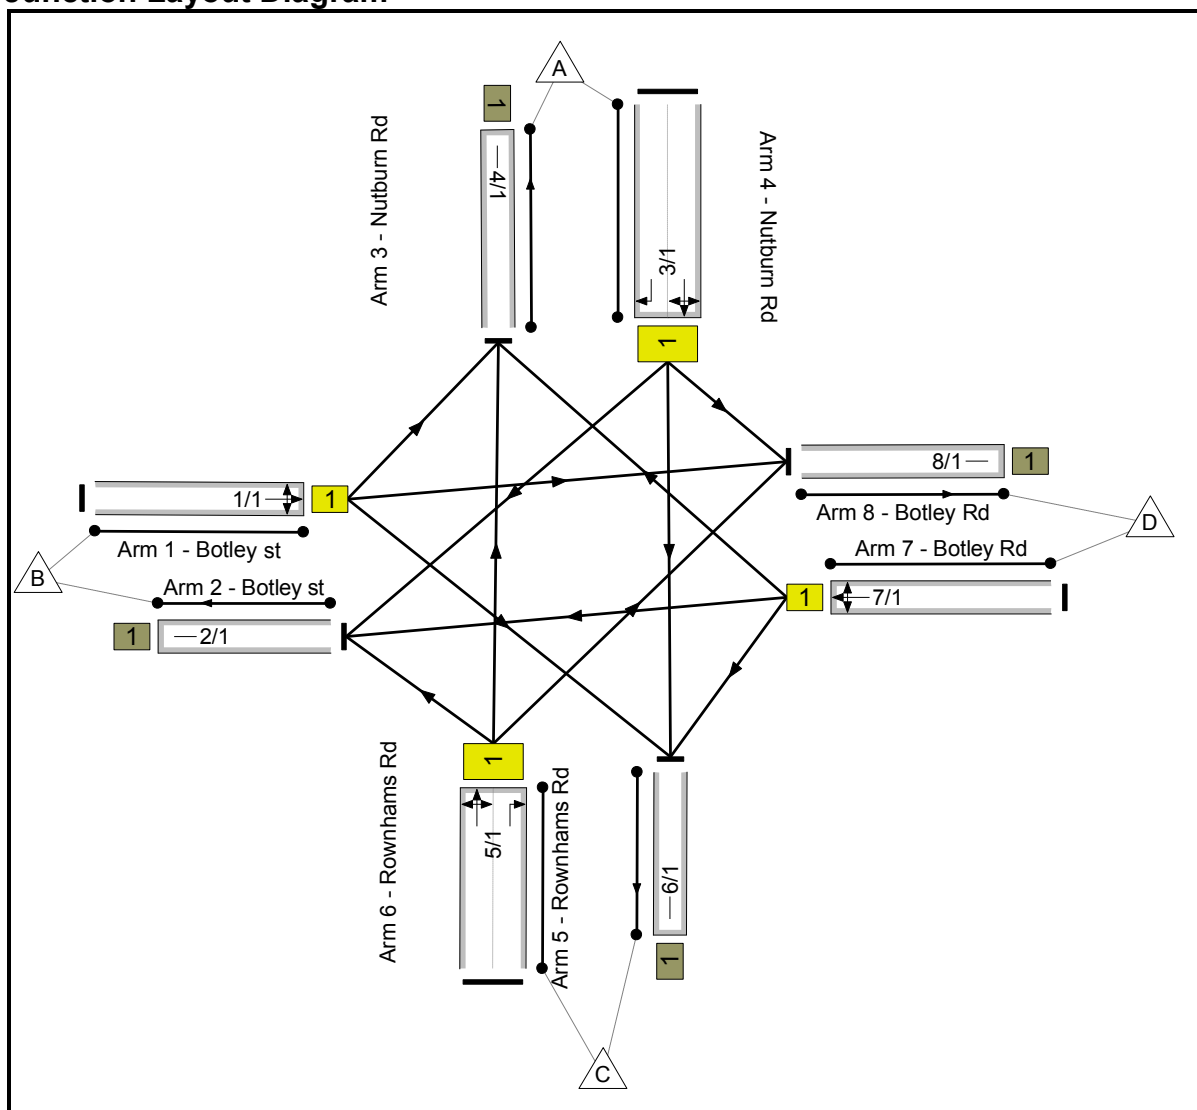 Junction Layout Diagram
A
1
Arm 3 - Nutburn Rd
4/1
3/1
Arm 4 - Nutburn Rd
1
1/1
1
8/1
1
Arm 1 - Botley st
Arm 8 - Botley Rd
D
B
Arm 2 - Botley st
Arm 7 - Botley Rd
1
2/1
1
7/1
1
Arm 6 - Rownhams Rd
5/1
Arm 5 - Rownhams Rd
6/1
1
C